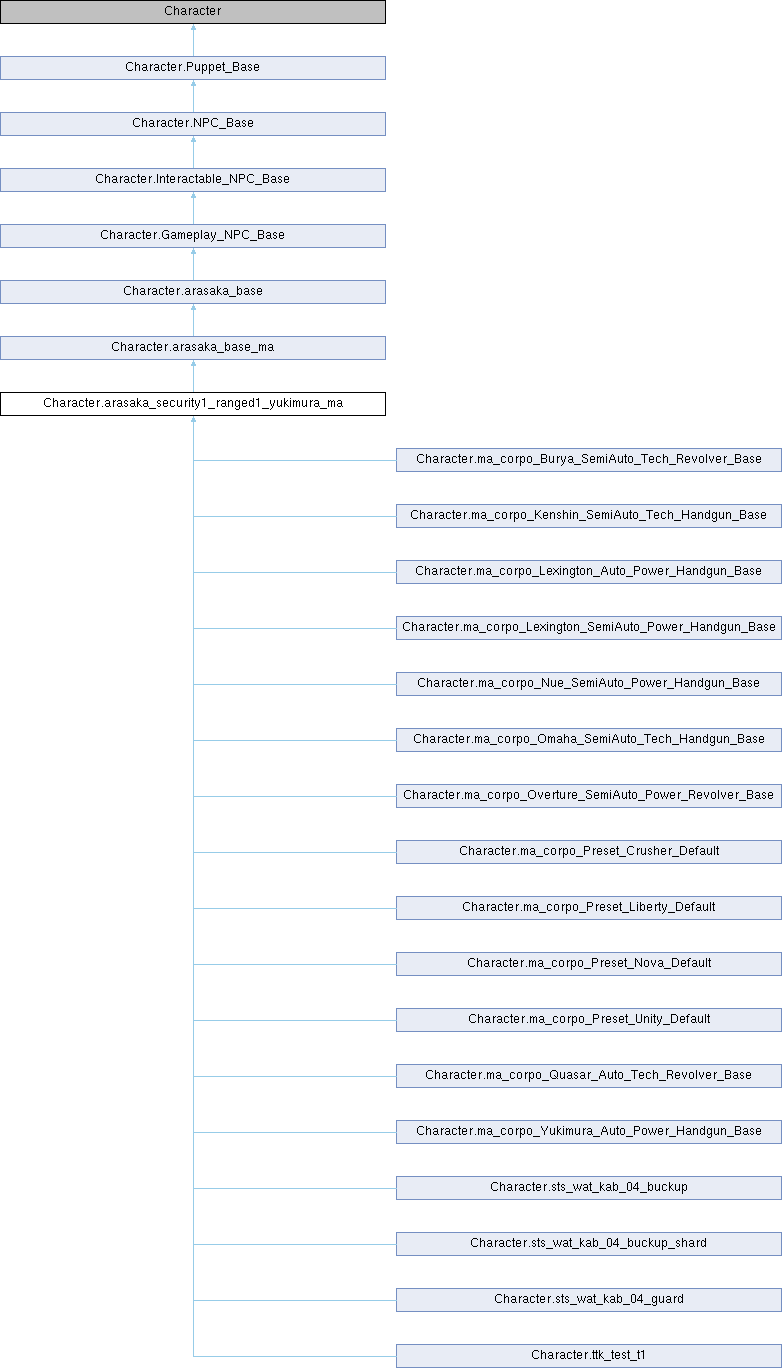 Character
Character.Puppet_Base
Character.NPC_Base
Character.Interactable_NPC_Base
Character.Gameplay_NPC_Base
Character.arasaka_base
Character.arasaka_base_ma
Character.arasaka_security1_ranged1_yukimura_ma
Character.ma_corpo_Burya_SemiAuto_Tech_Revolver_Base
Character.ma_corpo_Kenshin_SemiAuto_Tech_Handgun_Base
Character.ma_corpo_Lexington_Auto_Power_Handgun_Base
Character.ma_corpo_Lexington_SemiAuto_Power_Handgun_Base
Character.ma_corpo_Nue_SemiAuto_Power_Handgun_Base
Character.ma_corpo_Omaha_SemiAuto_Tech_Handgun_Base
Character.ma_corpo_Overture_SemiAuto_Power_Revolver_Base
Character.ma_corpo_Preset_Crusher_Default
Character.ma_corpo_Preset_Liberty_Default
Character.ma_corpo_Preset_Nova_Default
Character.ma_corpo_Preset_Unity_Default
Character.ma_corpo_Quasar_Auto_Tech_Revolver_Base
Character.ma_corpo_Yukimura_Auto_Power_Handgun_Base
Character.sts_wat_kab_04_buckup
Character.sts_wat_kab_04_buckup_shard
Character.sts_wat_kab_04_guard
Character.ttk_test_t1